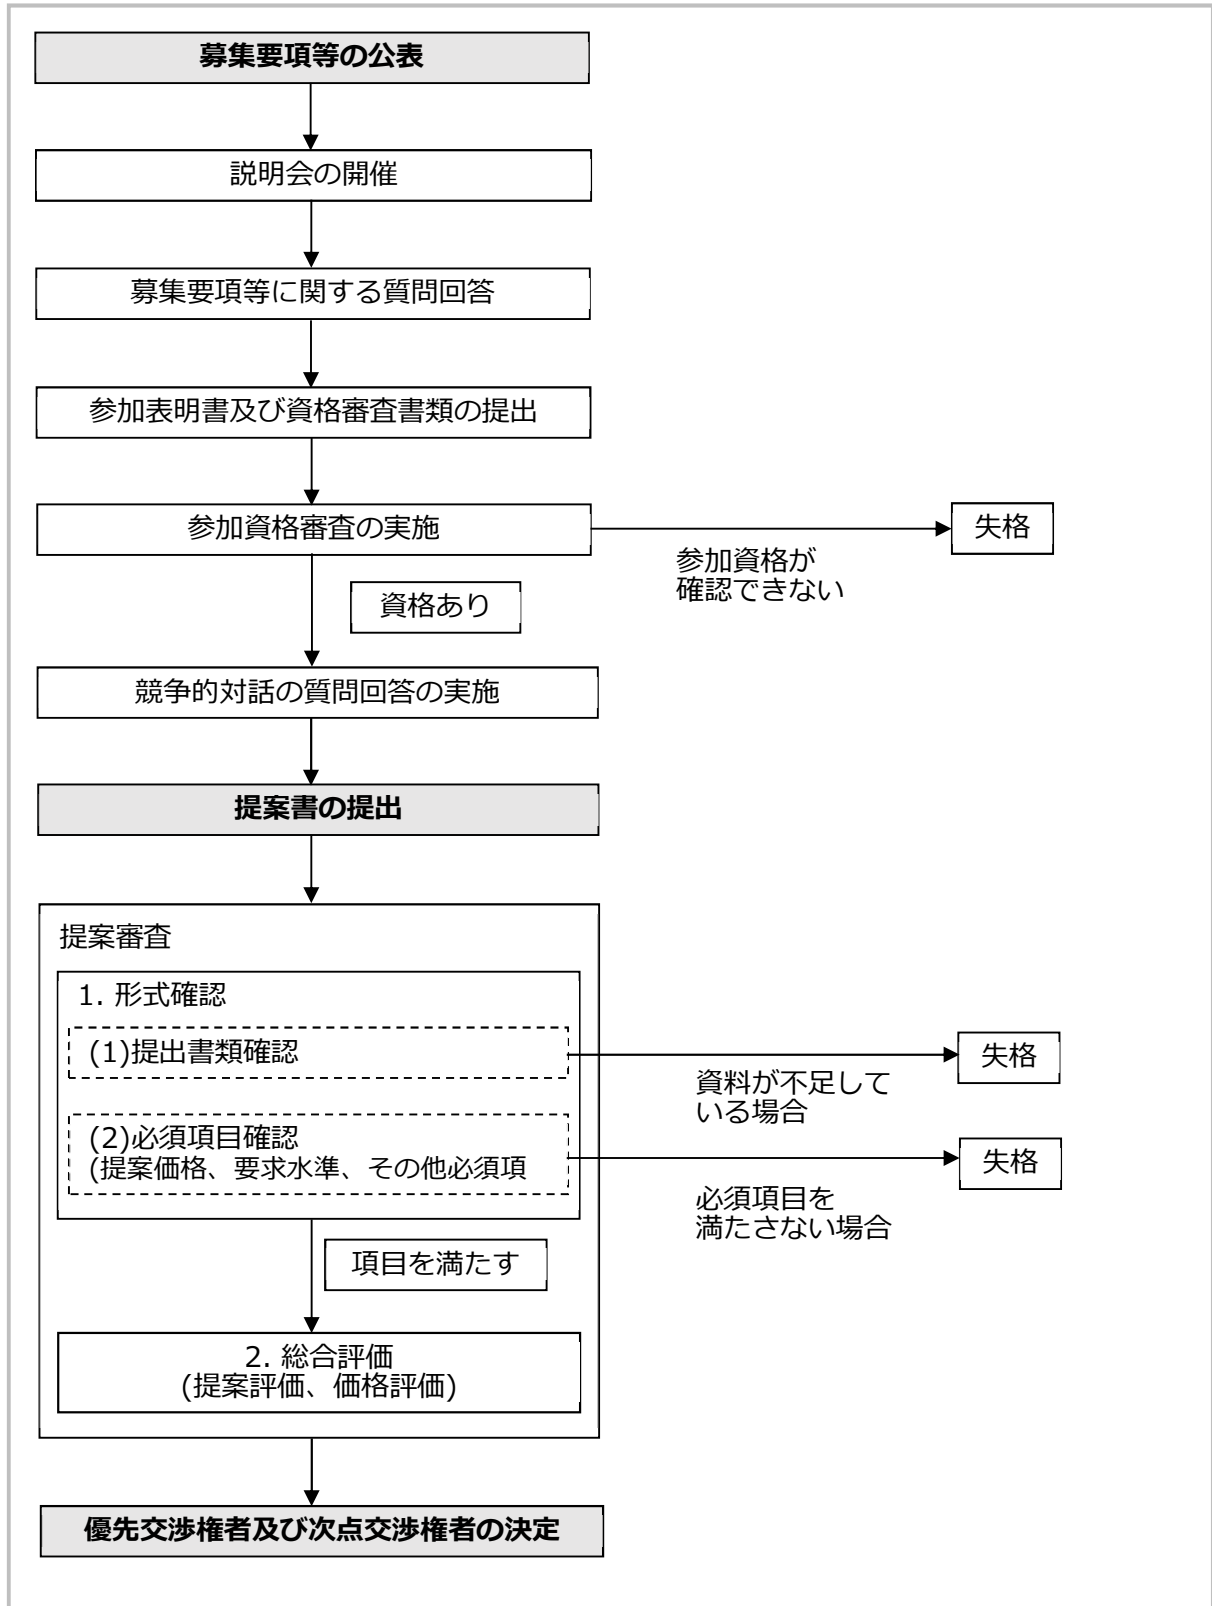 募集要項等の公表
説明会の開催
募集要項等に関する質問回答
参加表明書及び資格審査書類の提出
参加資格審査の実施
失格
参加資格が
確認できない
資格あり
競争的対話の質問回答の実施
提案書の提出
提案審査
1. 形式確認
(1)提出書類確認
失格
資料が不足して
いる場合
(2)必須項目確認
(提案価格、要求水準、その他必須項
失格
必須項目を
満たさない場合
項目を満たす
2. 総合評価
(提案評価、価格評価)
優先交渉権者及び次点交渉権者の決定